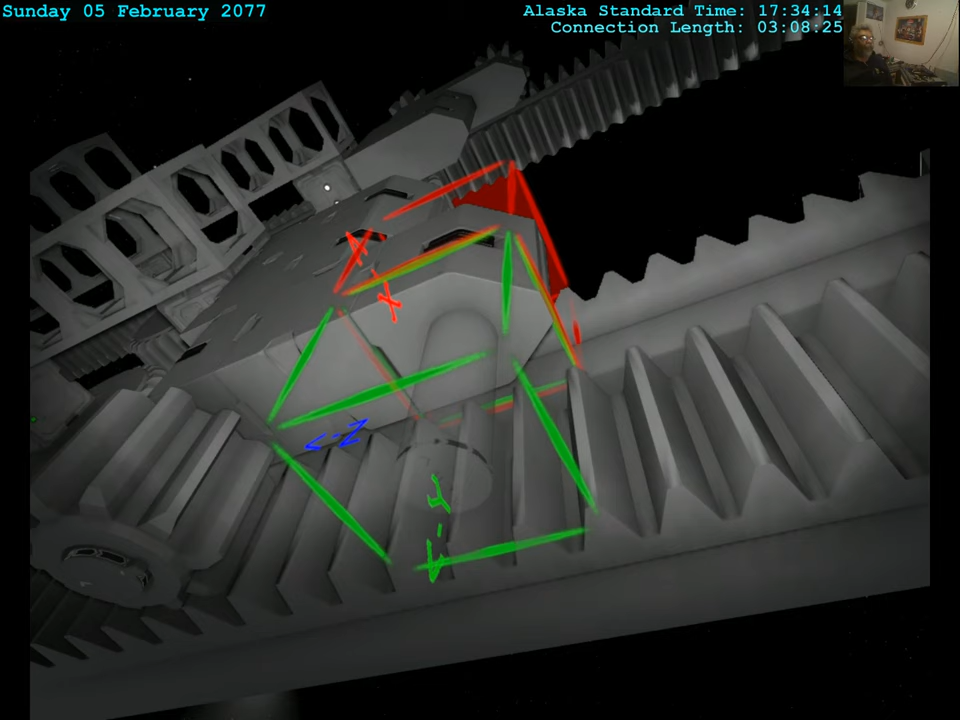 Sunday 05 February 2077
Alaska Standard Time: 17:34:14
Connection Length: 03:08:25
X
<-Z
<-Y